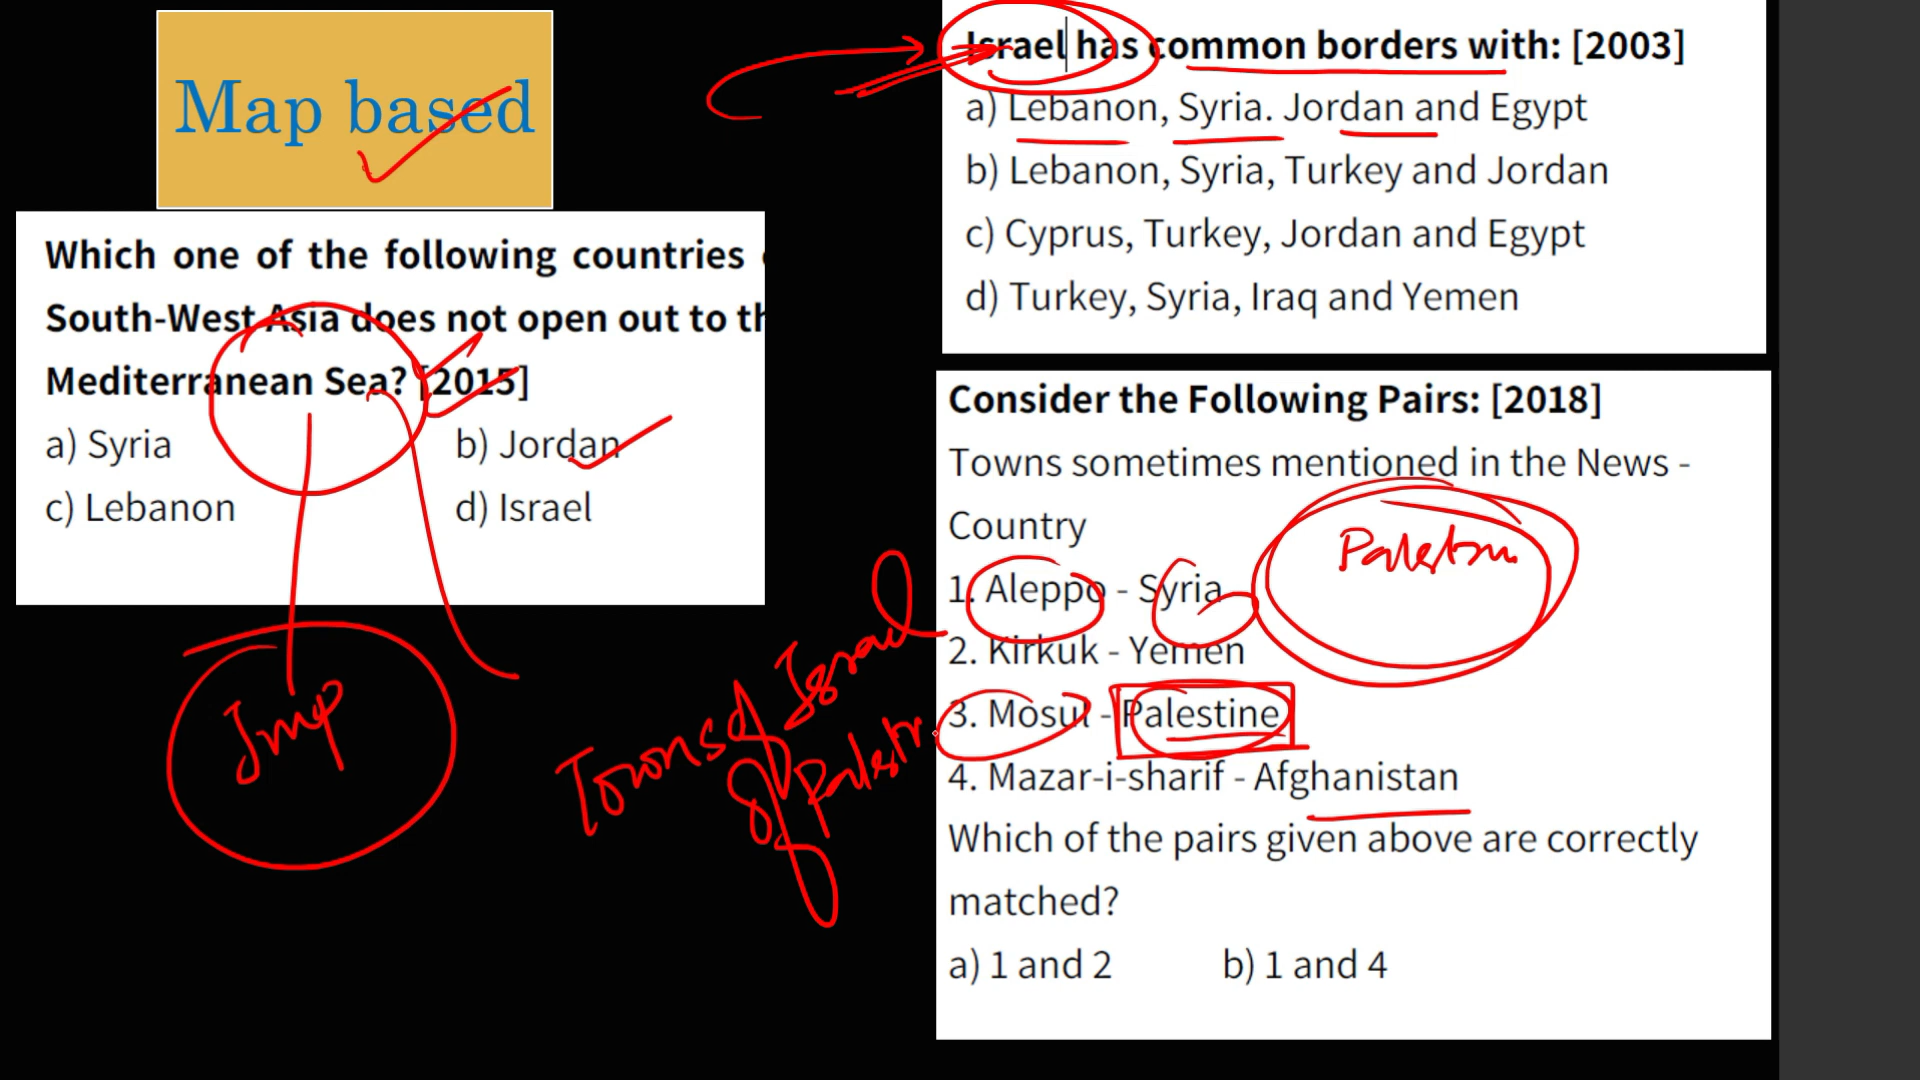 Map based
Which one of the following countries
South-West Asia does not open out to th
Mediterranean Sea? [2015]
a) Syria b) Jordan
c) Lebanon d) Israel
Imp
Towns of Israel
of Palestn
Israel has common borders with: [2003]
a) Lebanon, Syria. Jordan and Egypt
b) Lebanon, Syria, Turkey and Jordan
c) Cyprus, Turkey, Jordan and Egypt
d) Turkey, Syria, Iraq and Yemen
Consider the Following Pairs: [2018]
Towns sometimes mentioned in the News -
Country
1. Aleppo - Syria
2. Kirkuk - Yemen
3. Mosul - Palestine
4. Mazar-i-sharif - Afghanistan
Which of the pairs given above are correctly
matched?
a) 1 and 2 b) 1 and 4